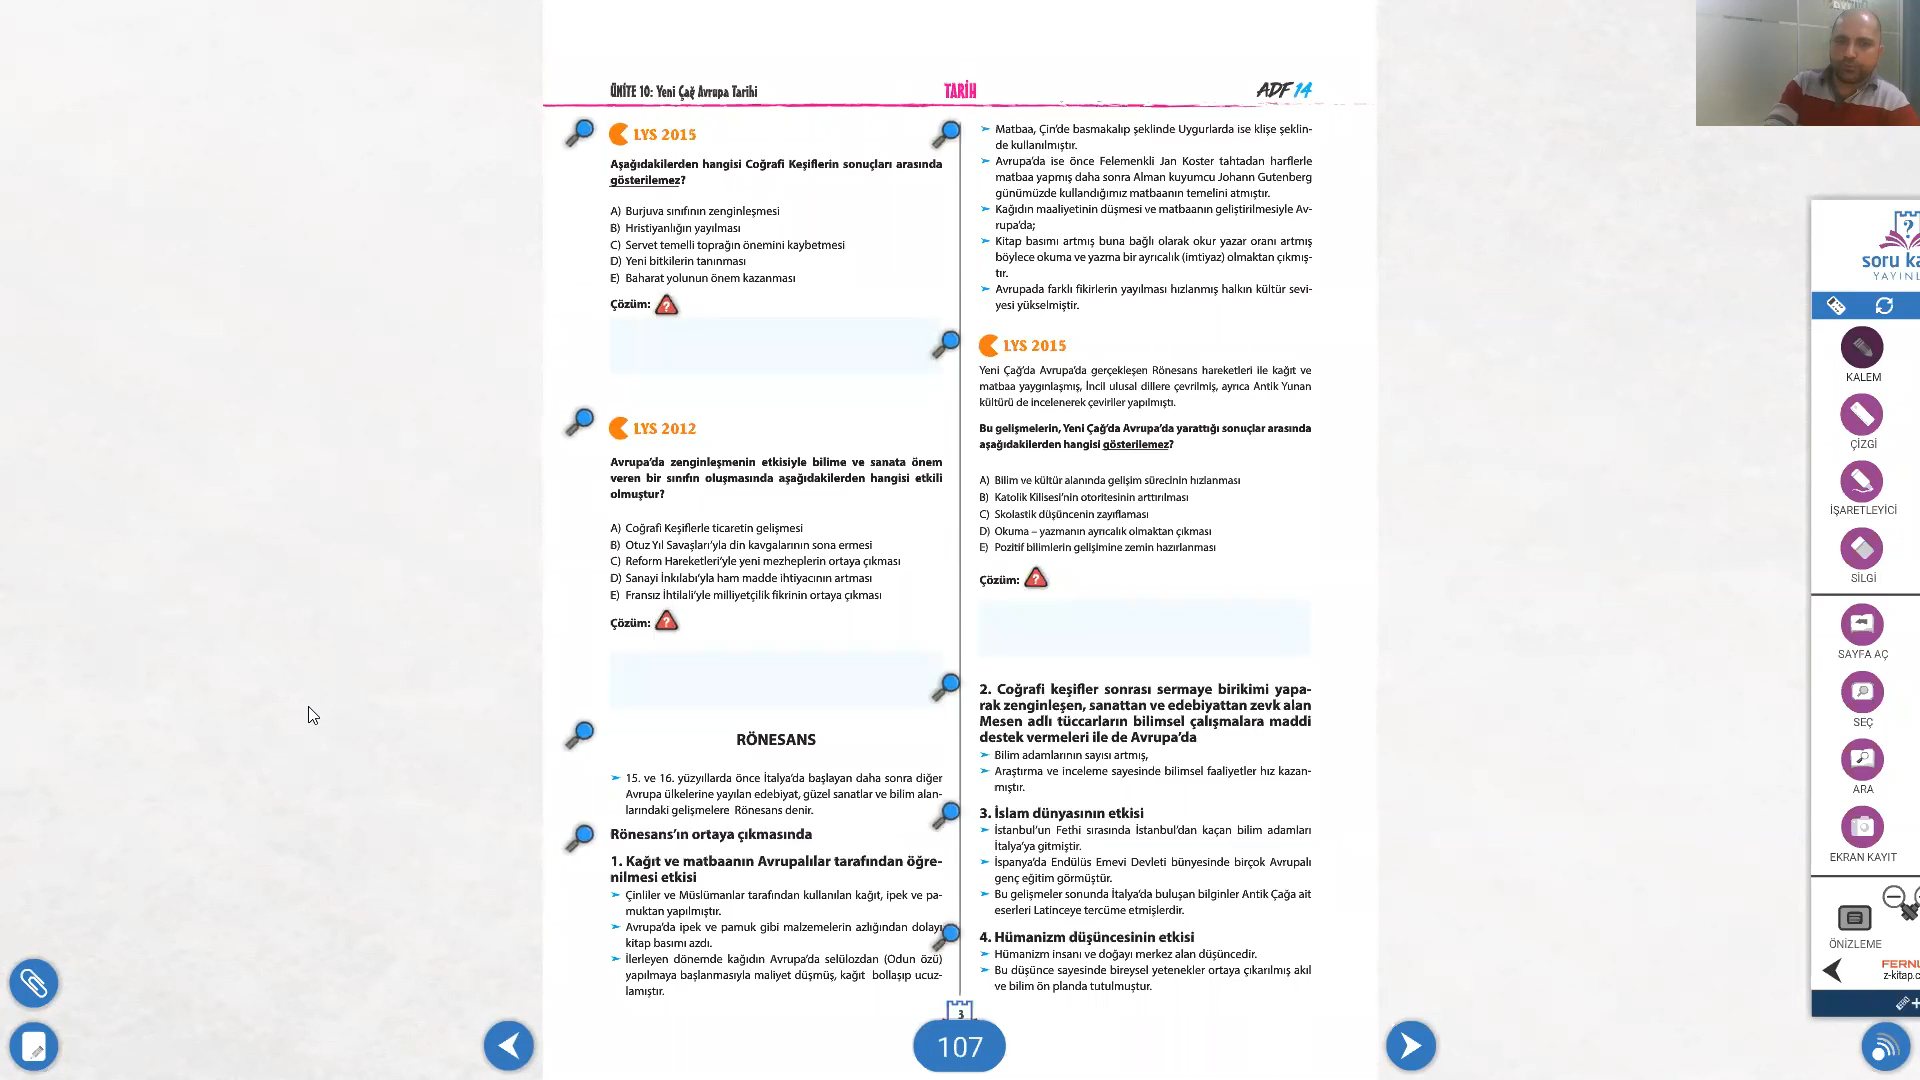 ÜNİTE 10: Yeni Çağ Avrupa Tarihi
TARİH
ADF 14
LYS 2015
Aşağıdakilerden hangisi Coğrafi Keşiflerin sonuçları arasında
gösterilemez?
A) Burjuva sınıfının zenginleşmesi
B) Hristiyanlığın yayılması
C) Servet temelli toprağın önemini kaybetmesi
D) Yeni bitkilerin tanınması
E) Baharat yolunun önem kazanması
Çözüm:
LYS 2012
Avrupa'da zenginleşmenin etkisiyle bilime ve sanata önem
veren bir sınıfın oluşmasında aşağıdakilerden hangisi etkili
olmuştur?
A) Coğrafi Keşiflerle ticaretin gelişmesi
B) Otuz Yıl Savaşları'yla din kavgalarının sona ermesi
C) Reform Hareketleri'yle yeni mezheplerin ortaya çıkması
D) Sanayi İnkılabı'yla ham madde ihtiyacının artması
E) Fransız İhtilali'yle milliyetçilik fikrinin ortaya çıkması
Çözüm:
RÖNESANS
➢ 15. ve 16. yüzyıllarda önce İtalya'da başlayan daha sonra diğer
Avrupa ülkelerine yayılan edebiyat, güzel sanatlar ve bilim alan-
larındaki gelişmelere Rönesans denir.
Rönesans'ın ortaya çıkmasında
1. Kağıt ve matbaanın Avrupalılar tarafından öğre-
nilmesi etkisi
➢ Çinliler ve Müslümanlar tarafından kullanılan kağıt, ipek ve pa-
muktan yapılmıştır.
➢ Avrupa'da ipek ve pamuk gibi malzemelerin azlığından dolayı
kitap basımı azdı.
➢ İlerleyen dönemde kağıdın Avrupa'da selülozdan (Odun özü)
yapılmaya başlanmasıyla maliyet düşmüş, kağıt bollaşıp ucuz-
lamıştır.
➢ Matbaa, Çin'de basmakalıp şeklinde Uygurlarda ise klişe şeklin-
de kullanılmıştır.
➢ Avrupa'da ise önce Felemenkli Jan Koster tahtadan harflerle
matbaa yapmış daha sonra Alman kuyumcu Johann Gutenberg
günümüzde kullandığımız matbaanın temelini atmıştır.
➢ Kağıdın maaliyetinin düşmesi ve matbaanın geliştirilmesiyle Av-
rupa'da;
➢ Kitap basımı artmış buna bağlı olarak okur yazar oranı artmış
böylece okuma ve yazma bir ayrıcalık (imtiyaz) olmaktan çıkmış-
tır.
➢ Avrupada farklı fikirlerin yayılması hızlanmış halkın kültür sevi-
yesi yükselmiştir.
LYS 2015
Yeni Çağ'da Avrupa'da gerçekleşen Rönesans hareketleri ile kağıt ve
matbaa yaygınlaşmış, İncil ulusal dillere çevrilmiş, ayrıca Antik Yunan
kültürü de incelenerek çeviriler yapılmıştı.
Bu gelişmelerin, Yeni Çağ'da Avrupa'da yarattığı sonuçlar arasında
aşağıdakilerden hangisi gösterilemez?
A) Bilim ve kültür alanında gelişim sürecinin hızlanması
B) Katolik Kilisesi'nin otoritesinin arttırılması
C) Skolastik düşüncenin zayıflaması
D) Okuma – yazmanın ayrıcalık olmaktan çıkması
E) Pozitif bilimlerin gelişimine zemin hazırlanması
Çözüm:
2. Coğrafi keşifler sonrası sermaye birikimi yapa-
rak zenginleşen, sanattan ve edebiyattan zevk alan
Mesen adlı tüccarların bilimsel çalışmalara maddi
destek vermeleri ile de Avrupa'da
➢ Bilim adamlarının sayısı artmış,
➢ Araştırma ve inceleme sayesinde bilimsel faaliyetler hız kazan-
mıştır.
3. İslam dünyasının etkisi
➢ İstanbul'un Fethi sırasında İstanbul'dan kaçan bilim adamları
İtalya'ya gitmiştir.
➢ İspanya'da Endülüs Emevi Devleti bünyesinde birçok Avrupalı
genç eğitim görmüştür.
➢ Bu gelişmeler sonunda İtalya'da buluşan bilginler Antik Çağa ait
eserleri Latinceye tercüme etmişlerdir.
4. Hümanizm düşüncesinin etkisi
➢ Hümanizm insanı ve doğayı merkez alan düşüncedir.
➢ Bu düşünce sayesinde bireysel yetenekler ortaya çıkarılmış akıl
ve bilim ön planda tutulmuştur.
3
107
soru ka
YAYINL
KALEM
ÇİZGİ
İŞARETLEYİCİ
SİLGİ
SAYFA AÇ
SEÇ
ARA
EKRAN KAYIT
ÖNİZLEME
FERNU
z-kitap.c